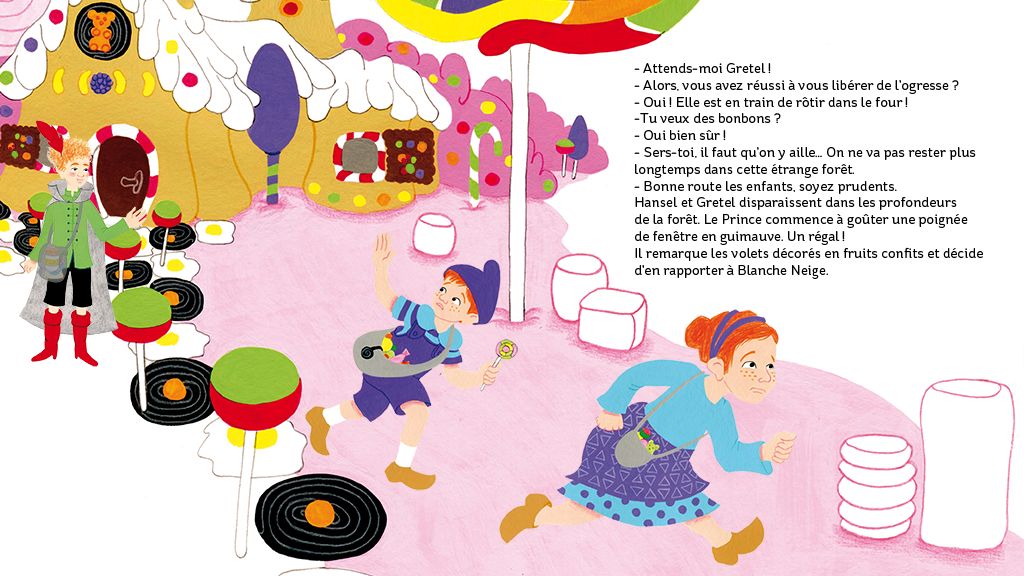 - Attends-moi Gretel !
- Alors, vous avez réussi à vous libérer de l'ogresse ?
- Oui ! Elle est en train de rôtir dans le four !
-Tu veux des bonbons ?
- Oui bien sûr !
- Sers-toi, il faut qu'on y aille... On ne va pas rester plus
longtemps dans cette étrange forêt.
- Bonne route les enfants, soyez prudents.
Hansel et Gretel disparaissent dans les profondeurs
de la forêt. Le Prince commence à goûter une poignée
de fenêtre en guimauve. Un régal !
Il remarque les volets décorés en fruits confits et décide
d'en rapporter à Blanche Neige.